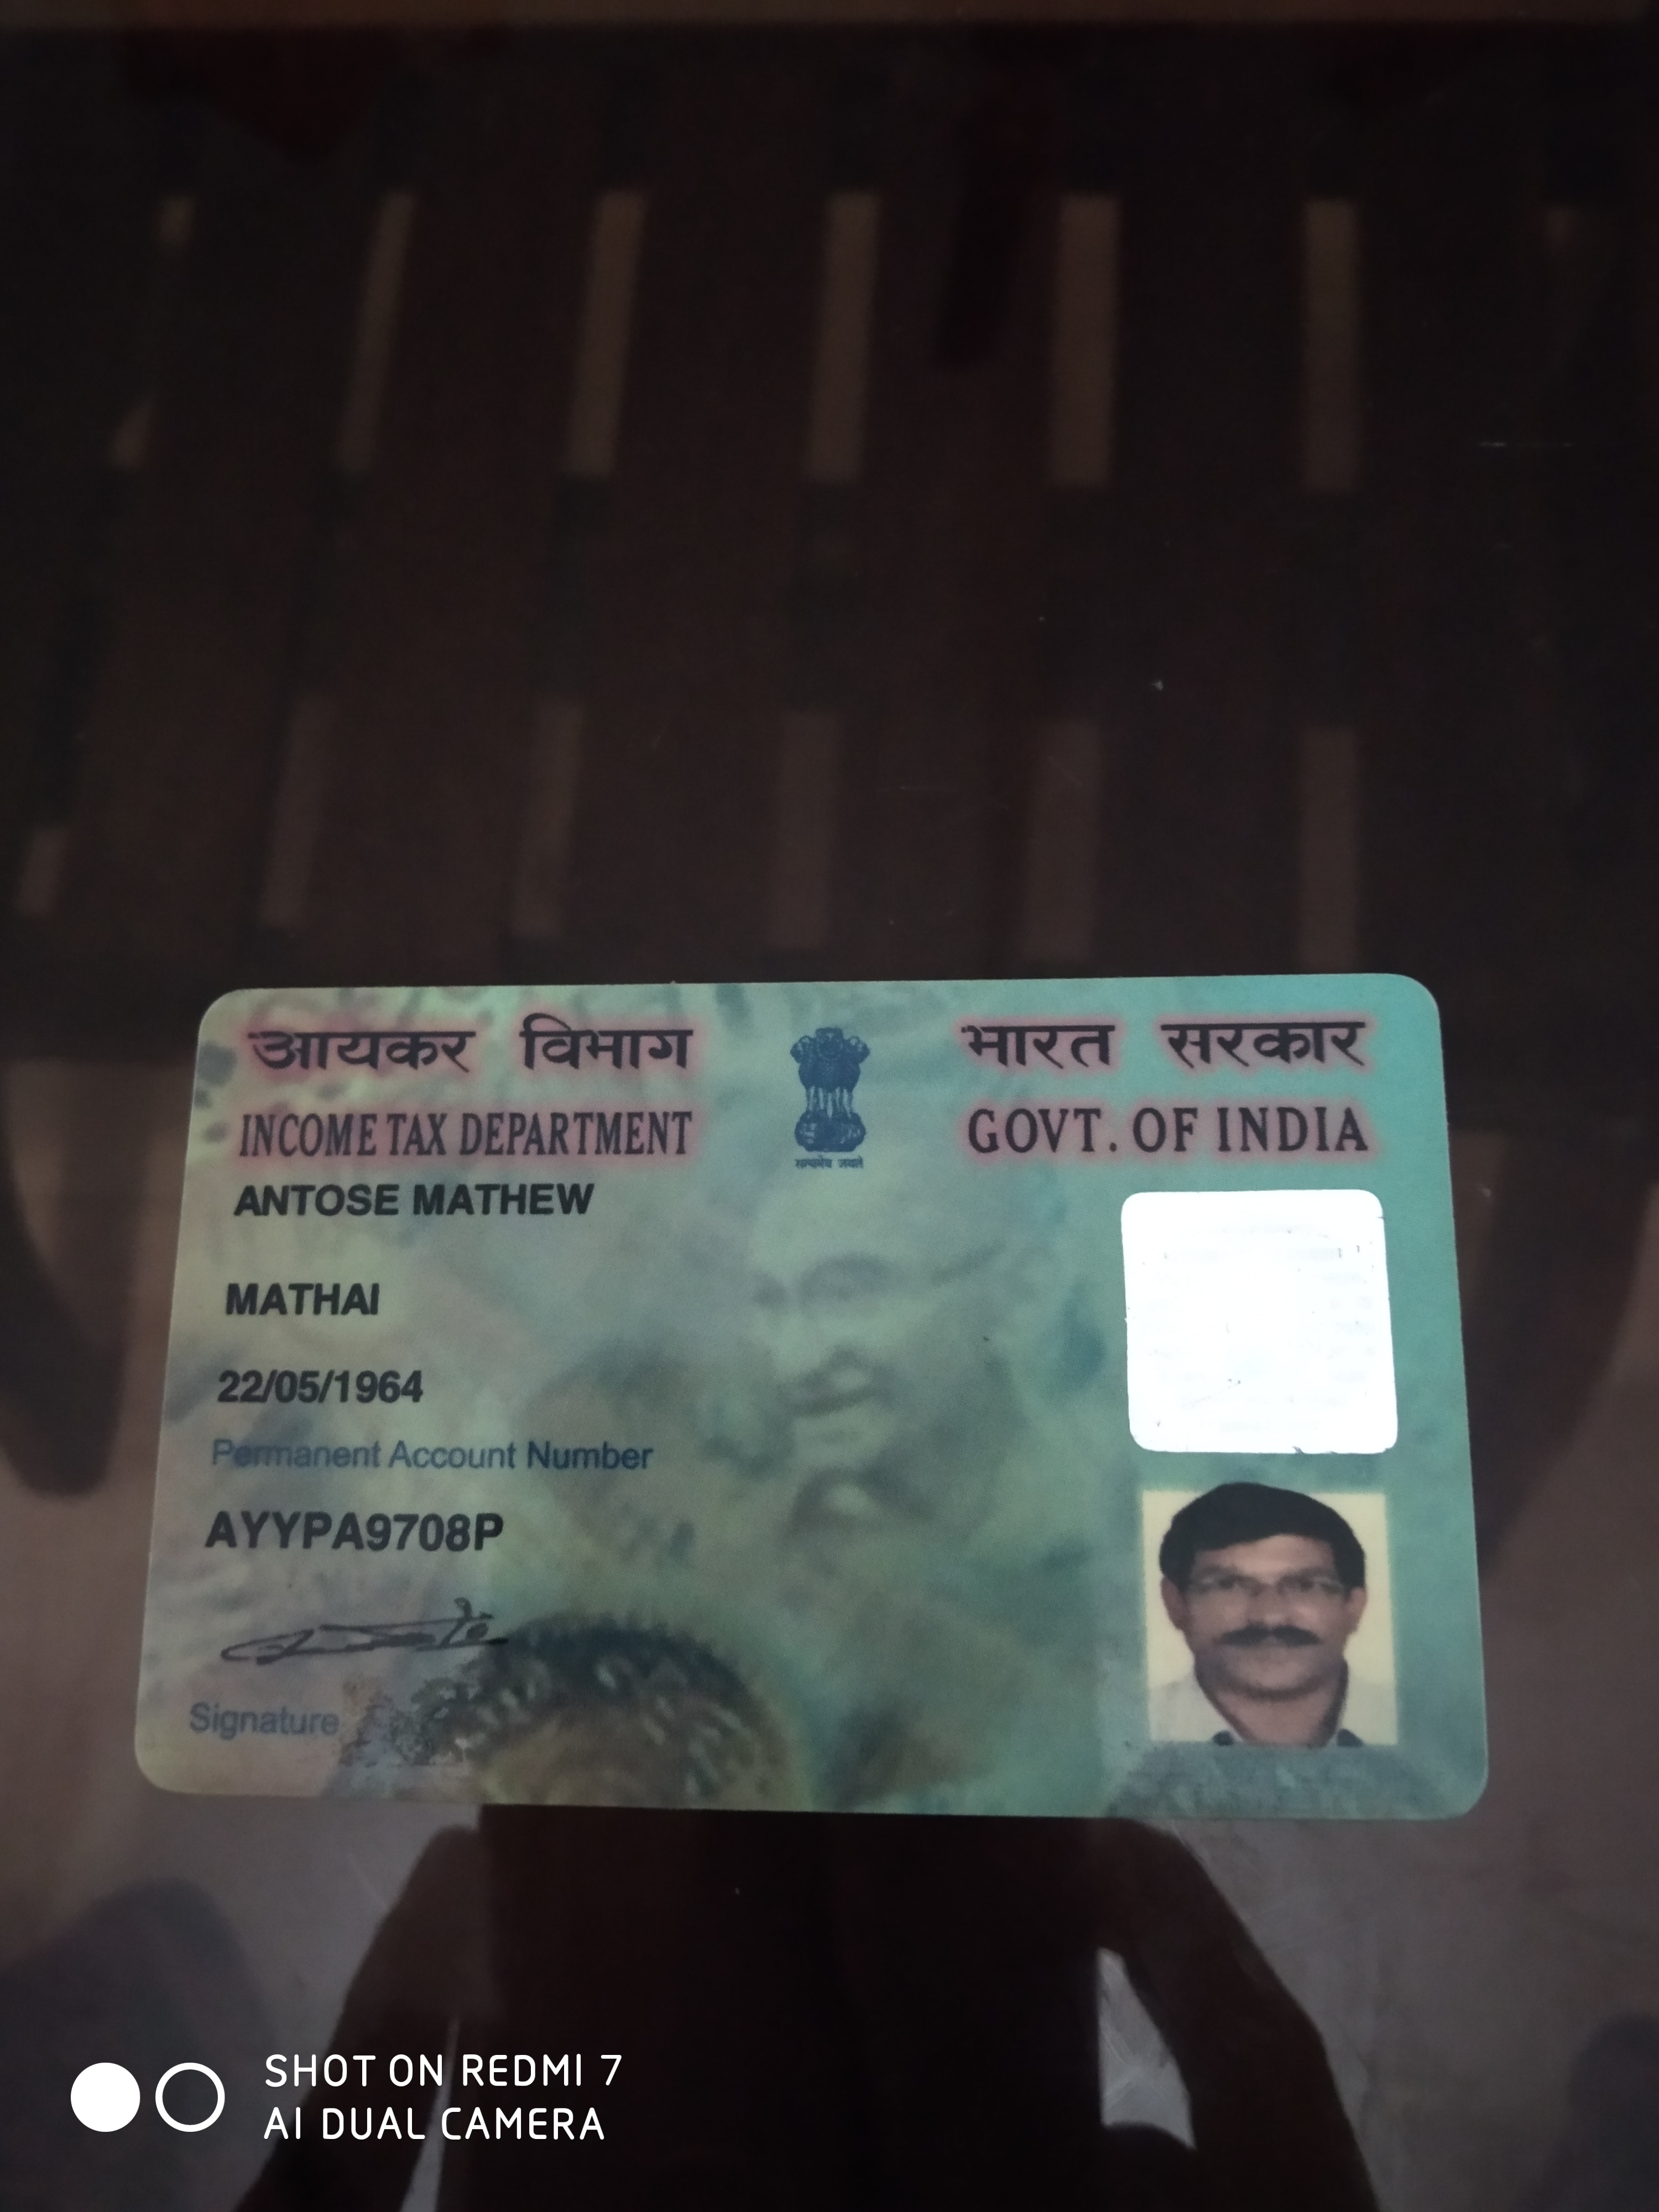 आयकर विभाग भारत सरकार
INCOME TAX DEPARTMENT GOVT. OF INDIA
सत्यमेव जयते
ANTOSE MATHEW
MATHAI
22/05/1964
Permanent Account Number
AYYPA9708P
Signature
SHOT ON REDMI 7
AI DUAL CAMERA